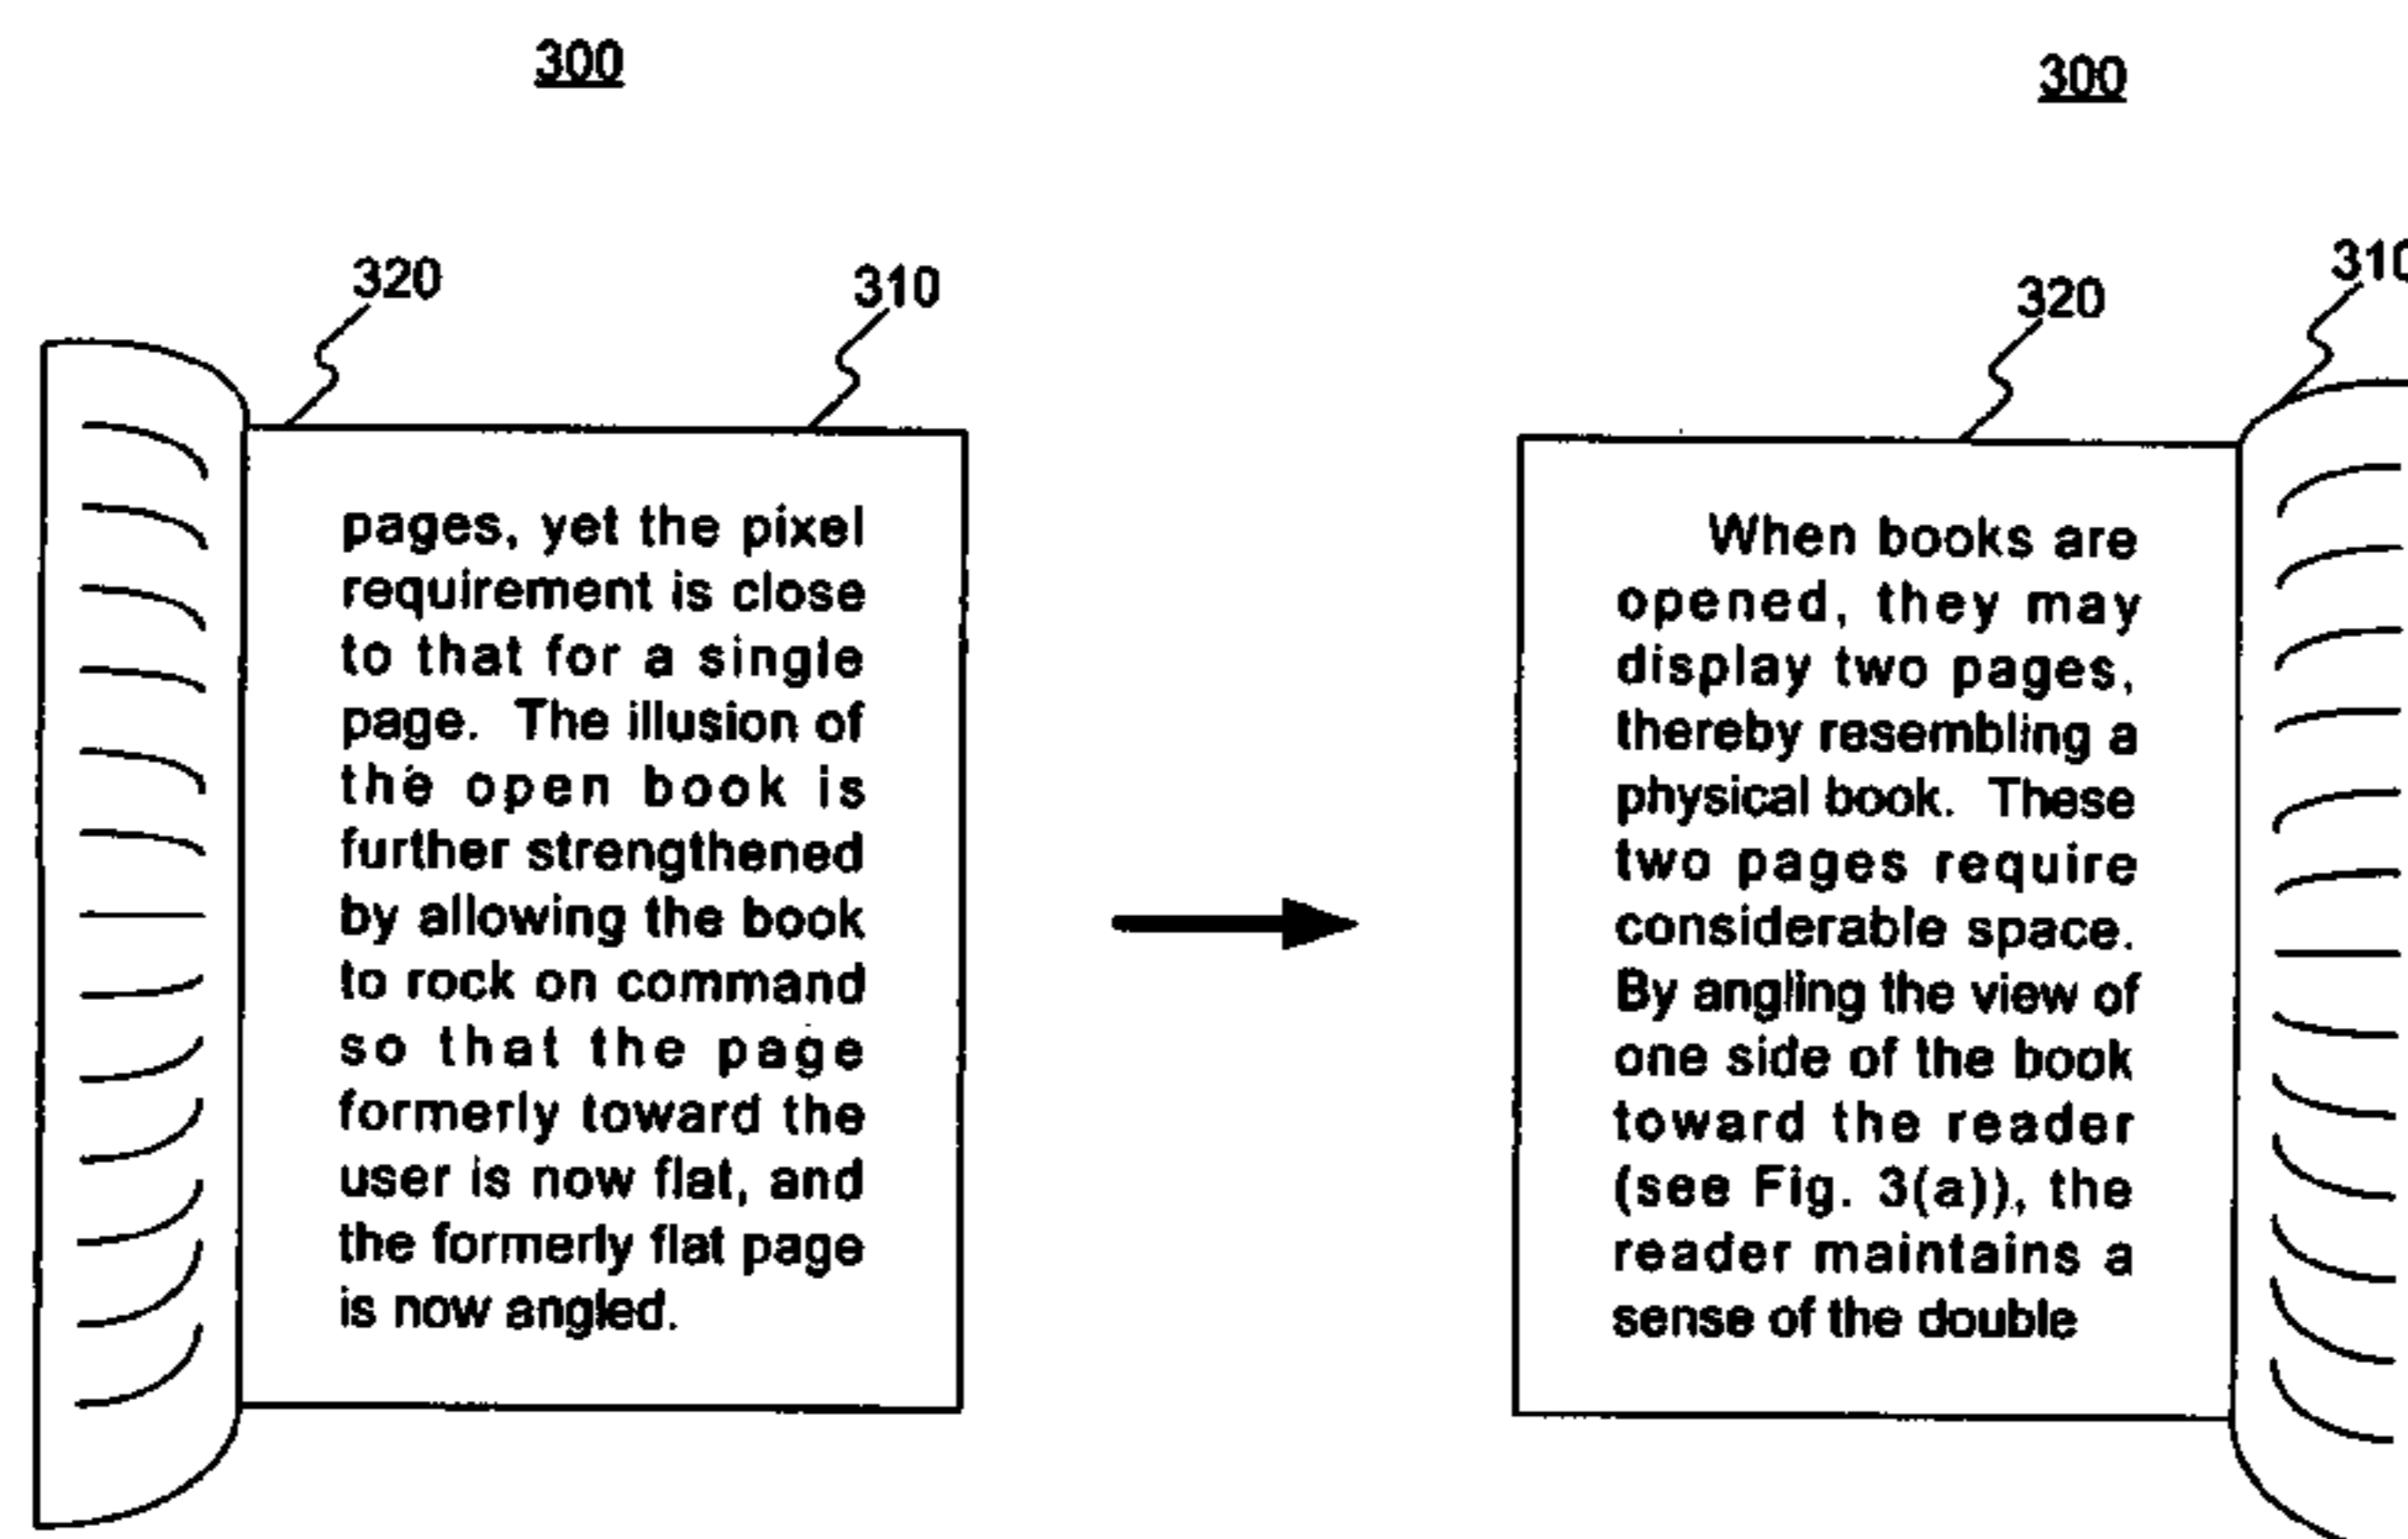 300
320
310
pages, yet the pixel
requirement is close
to that for a single
page. The illusion of
the open book is
further strengthened
by allowing the book
to rock on command
so that the page
formerly toward the
user is now flat, and
the formerly flat page
is now angled.
300
320
310
When books are
opened, they may
display two pages,
thereby resembling a
physical book. These
two pages require
considerable space.
By angling the view of
one side of the book
toward the reader
(see Fig. 3(a)), the
reader maintains a
sense of the double